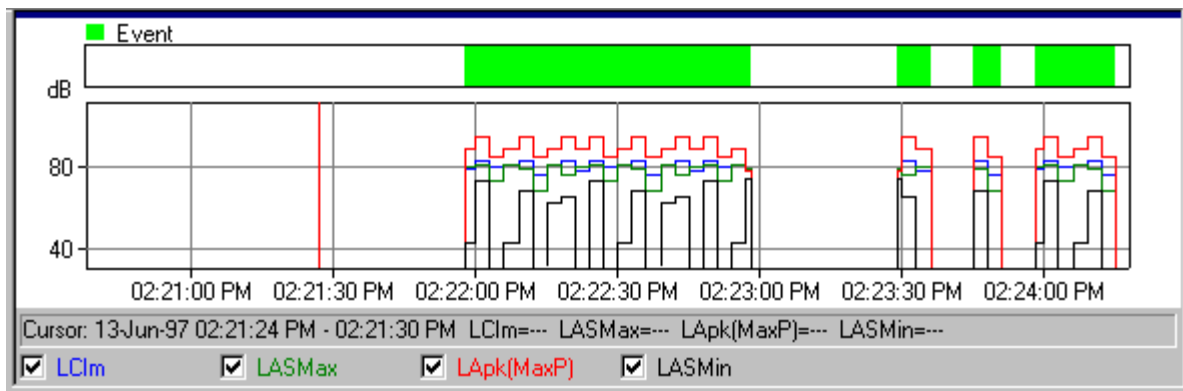 Event
dB
80
40
02:21:00 PM 02:21:30 PM 02:22:00 PM 02:22:30 PM 02:23:00 PM 02:23:30 PM 02:24:00 PM
Cursor: 13-Jun-97 02:21:24 PM - 02:21:30 PM LCIm=--- LASMax=--- LApk(MaxP)=--- LASMin=---
LCIm LASMax LApk(MaxP) LASMin